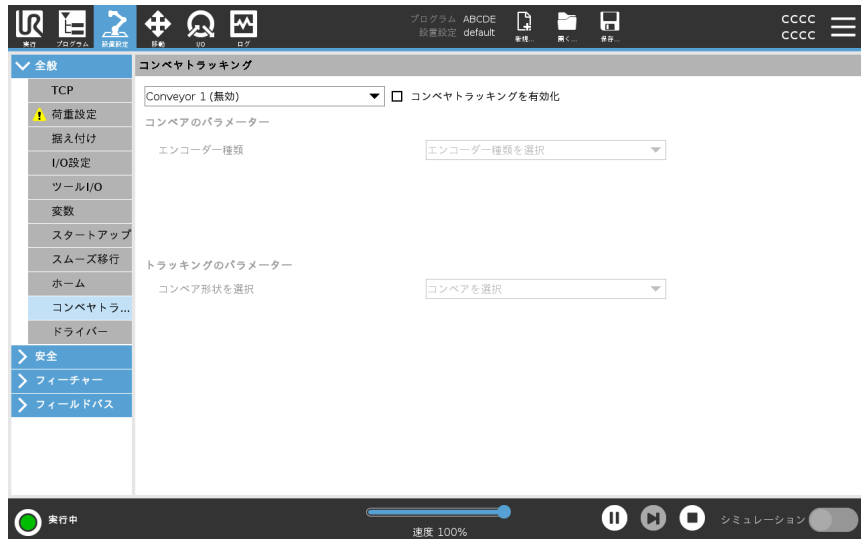 UR
実行
プログラム
設置設定
移動
I/O
ログ
プログラム ABCDE
設置設定 default
新規...
開く...
保存...
CCCC
CCCC
全般
コンベヤトラッキング
TCP
荷重設定
据え付け
I/O設定
ツールI/O
変数
スタートアップ
スムーズ移行
ホーム
コンベヤトラ...
ドライバー
安全
フィーチャー
フィールドバス
Conveyor 1 (無効)
コンベヤトラッキングを有効化
コンベアのパラメーター
エンコーダー種類
エンコーダー種類を選択
トラッキングのパラメーター
コンベア形状を選択
コンベアを選択
実行中
速度 100%
シミュレーション